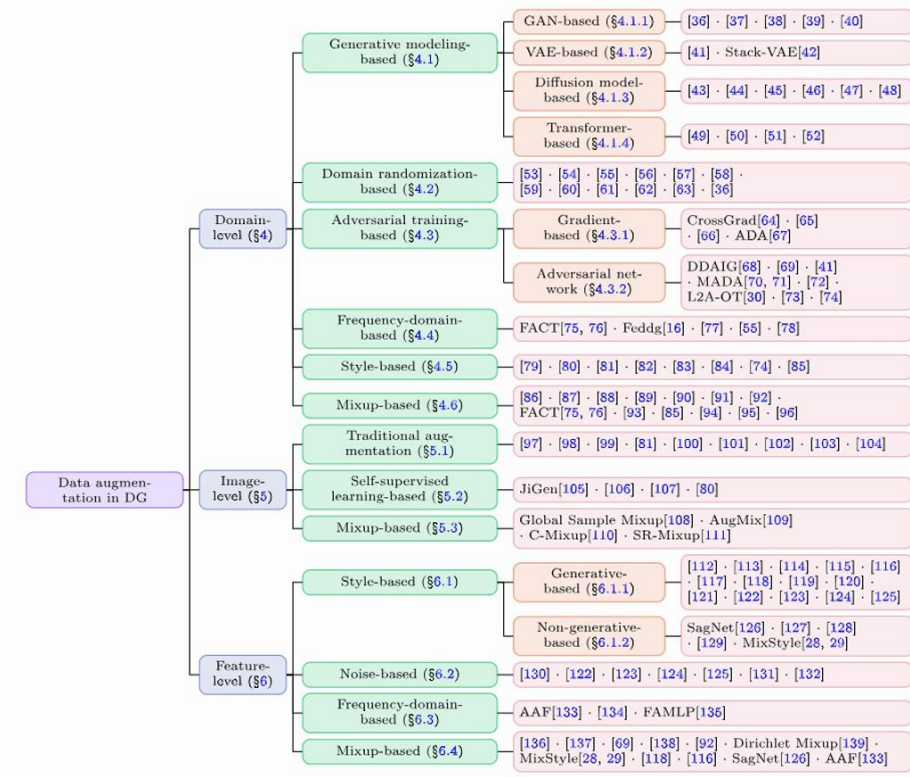 GAN-based (§4.1.1)
[36] · [37] · [38] · [39] · [40]
Generative modeling-
based (§4.1)
VAE-based (§4.1.2)
[41] · Stack-VAE[42]
Diffusion model-
based (§4.1.3)
[43] · [44] · [45] · [46] · [47] · [48]
Transformer-
based (§4.1.4)
[49] · [50] · [51] · [52]
Domain randomization-
based (§4.2)
[53] · [54] · [55] · [56] · [57] · [58] ·
[59] · [60] · [61] · [62] · [63] · [36]
Domain-
level (§4)
Adversarial training-
based (§4.3)
Gradient-
based (§4.3.1)
CrossGrad[64] · [65]
· [66] · ADA[67]
Adversarial net-
work (§4.3.2)
DDAIG[68] · [69] · [41]
· MADA[70, 71] · [72] ·
L2A-OT[30] · [73] · [74]
Frequency-domain-
based (§4.4)
FACT[75, 76] · Feddg[16] · [77] · [55] · [78]
Style-based (§4.5)
[79] · [80] · [81] · [82] · [83] · [84] · [74] · [85]
Mixup-based (§4.6)
[86] · [87] · [88] · [89] · [90] · [91] · [92] ·
FACT[75, 76] · [93] · [85] · [94] · [95] · [96]
Traditional aug-
mentation (§5.1)
[97] · [98] · [99] · [81] · [100] · [101] · [102] · [103] · [104]
Data augmen-
tation in DG
Image-
level (§5)
Self-supervised
learning-based (§5.2)
JiGen[105] · [106] · [107] · [80]
Mixup-based (§5.3)
Global Sample Mixup[108] · AugMix[109]
· C-Mixup[110] · SR-Mixup[111]
Style-based (§6.1)
Generative-
based (§6.1.1)
[112] · [113] · [114] · [115] · [116]
· [117] · [118] · [119] · [120] ·
[121] · [122] · [123] · [124] · [125]
Non-generative-
based (§6.1.2)
SagNet[126] · [127] · [128]
· [129] · MixStyle[28, 29]
Feature-
level (§6)
Noise-based (§6.2)
[130] · [122] · [123] · [124] · [125] · [131] · [132]
Frequency-domain-
based (§6.3)
AAF[133] · [134] · FAMLP[135]
Mixup-based (§6.4)
[136] · [137] · [69] · [138] · [92] · Dirichlet Mixup[139] ·
MixStyle[28, 29] · [118] · [116] · SagNet[126] · AAF[133]